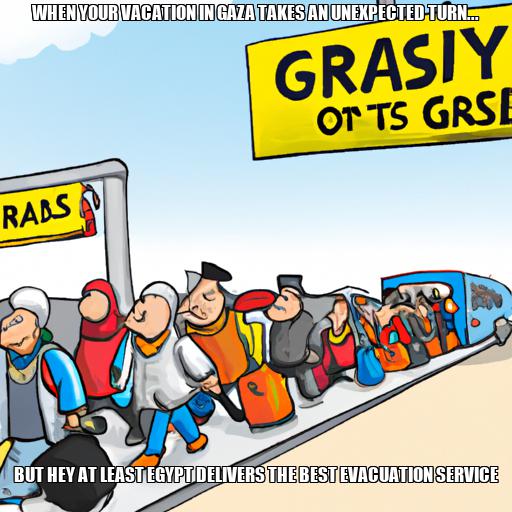 WHEN YOUR VACATION IN GAZA TAKES AN UNEXPECTED TURN...
GRASIY
OT TS GRSE
RABS
BUT HEY AT LEAST EGYPT DELIVERS THE BEST EVACUATION SERVICE